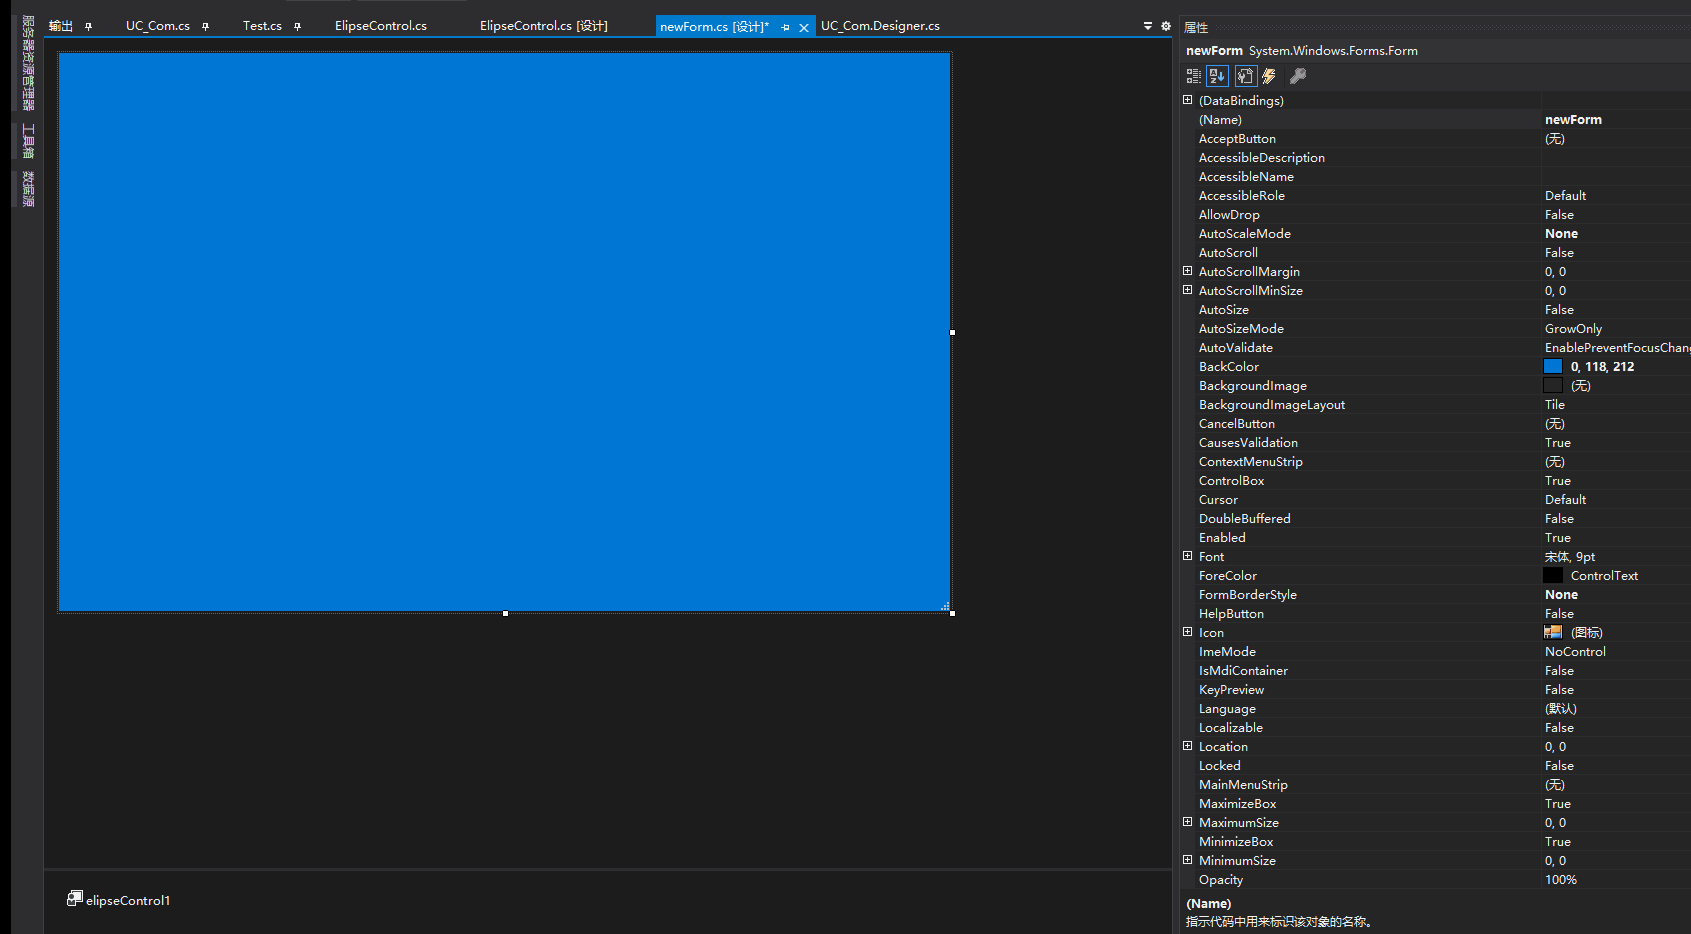 服务器资源管理器
工具箱
数据源
输出
UC_Com.cs
Test.cs
ElipseControl.cs
ElipseControl.cs [设计]
newForm.cs [设计]*
UC_Com.Designer.cs
elipseControl1
属性
newForm System.Windows.Forms.Form
(DataBindings)
(Name) newForm
AcceptButton (无)
AccessibleDescription
AccessibleName
AccessibleRole Default
AllowDrop False
AutoScaleMode None
AutoScroll False
AutoScrollMargin 0, 0
AutoScrollMinSize 0, 0
AutoSize False
AutoSizeMode GrowOnly
AutoValidate EnablePreventFocusChang
BackColor 0, 118, 212
BackgroundImage (无)
BackgroundImageLayout Tile
CancelButton (无)
CausesValidation True
ContextMenuStrip (无)
ControlBox True
Cursor Default
DoubleBuffered False
Enabled True
Font 宋体, 9pt
ForeColor ControlText
FormBorderStyle None
HelpButton False
Icon (图标)
ImeMode NoControl
IsMdiContainer False
KeyPreview False
Language (默认)
Localizable False
Location 0, 0
Locked False
MainMenuStrip (无)
MaximizeBox True
MaximumSize 0, 0
MinimizeBox True
MinimumSize 0, 0
Opacity 100%
(Name)
指示代码中用来标识该对象的名称。